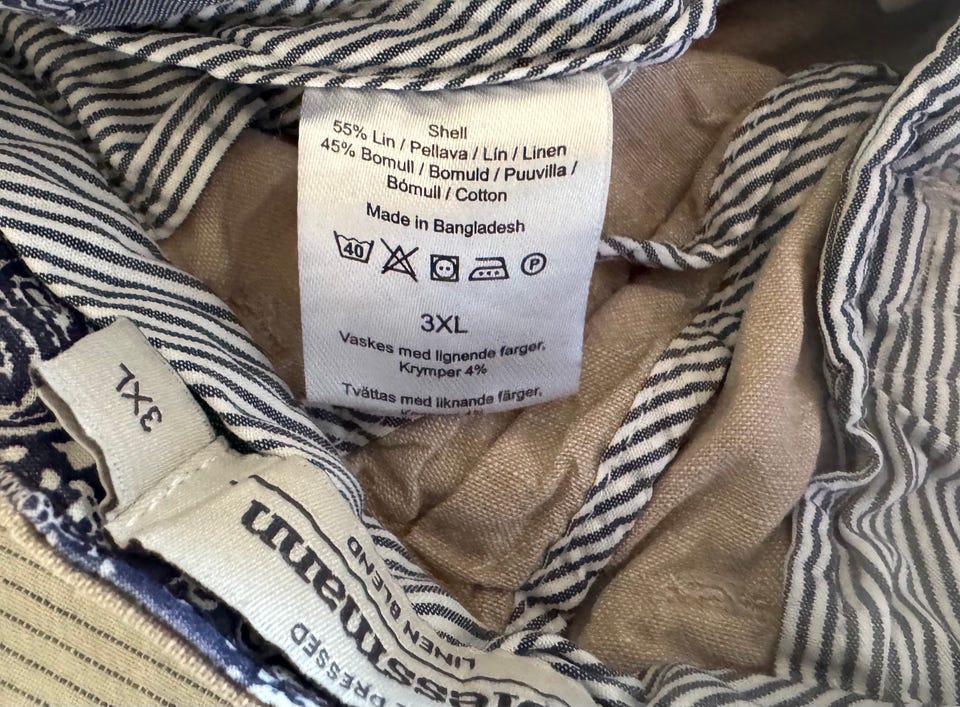 Shell
55% Lin / Pellava / Lín / Linen
45% Bomull / Bomuld / Puuvilla /
Bómull / Cotton
Made in Bangladesh
40
P
3XL
Vaskes med lignende farger.
Krymper 4%
Tvättas med liknande färger.
3XL
LINEN BLEND